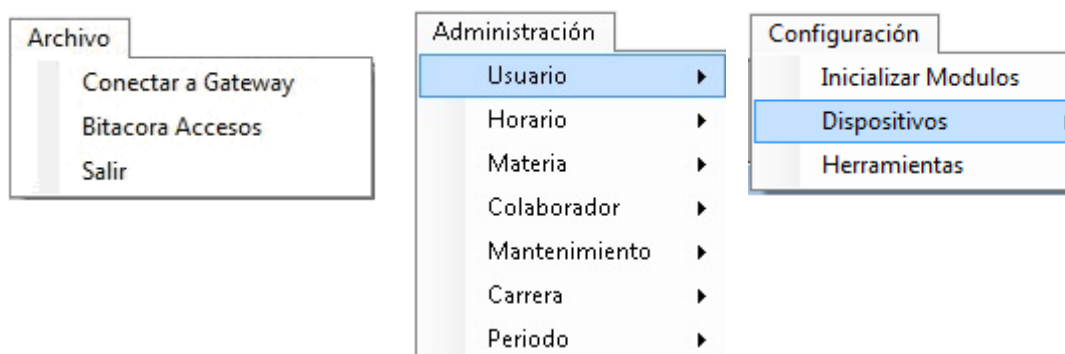 Archivo
Conectar a Gateway
Bitacora Accesos
Salir
Administración
Usuario
Horario
Materia
Colaborador
Mantenimiento
Carrera
Periodo
Configuración
Inicializar Modulos
Dispositivos
Herramientas